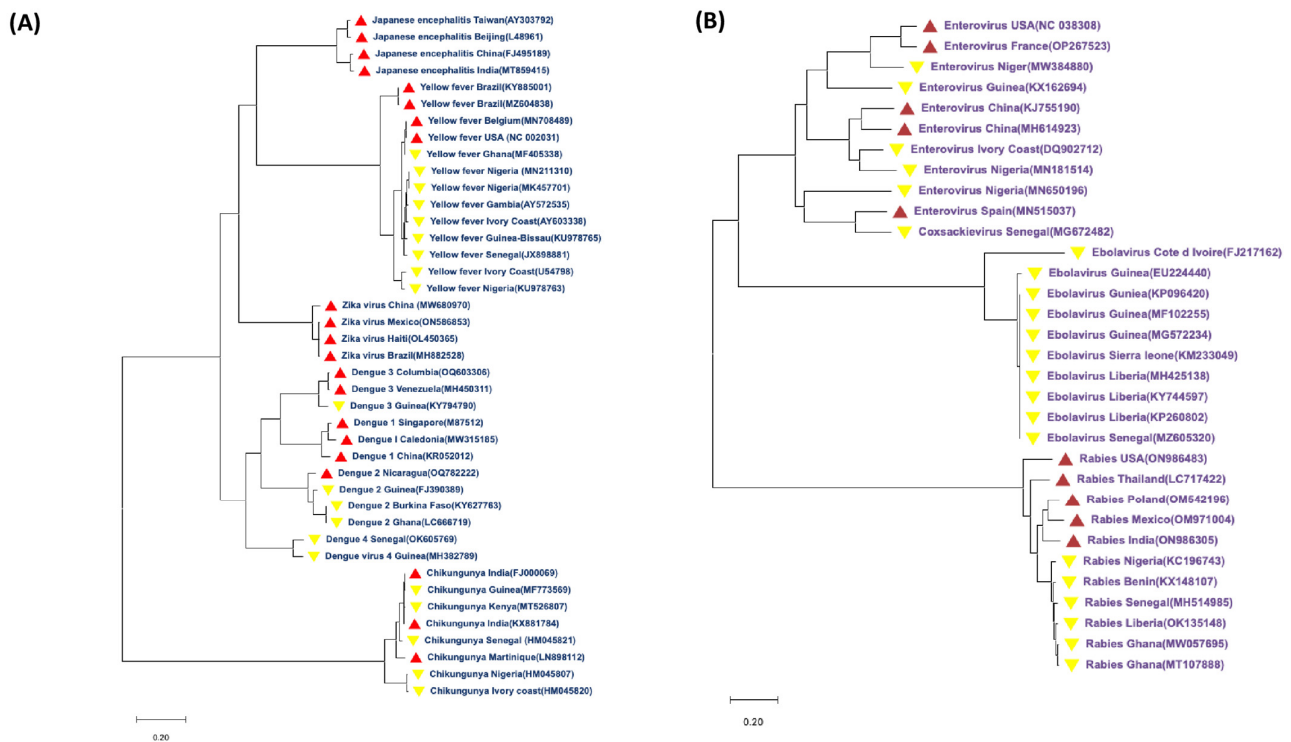 (A)
Japanese encephalitis Taiwan(AY303792)
Japanese encephalitis Beijing(L48961)
Japanese encephalitis China(FJ495189)
Japanese encephalitis India(MT859415)
Yellow fever Brazil(KY885001)
Yellow fever Brazil(MZ604838)
Yellow fever Belgium(MN708489)
Yellow fever USA (NC 002031)
Yellow fever Ghana(MF405338)
Yellow fever Nigeria (MN211310)
Yellow fever Nigeria(MK457701)
Yellow fever Gambia(AY572535)
Yellow fever Ivory Coast(AY603338)
Yellow fever Guinea-Bissau(KU978765)
Yellow fever Senegal(JX898881)
Yellow fever Ivory Coast(U54798)
Yellow fever Nigeria(KU978763)
Zika virus China (MW680970)
Zika virus Mexico(ON586853)
Zika virus Haiti(OL450365)
Zika virus Brazil(MH882528)
Dengue 3 Columbia(OQ603306)
Dengue 3 Venezuela(MH450311)
Dengue 3 Guinea(KY794790)
Dengue 1 Singapore(M87512)
Dengue I Caledonia(MW315185)
Dengue 1 China(KR052012)
Dengue 2 Nicaragua(OQ782222)
Dengue 2 Guinea(FJ390389)
Dengue 2 Burkina Faso(KY627763)
Dengue 2 Ghana(LC666719)
Dengue 4 Senegal(OK605769)
Dengue virus 4 Guinea(MH382789)
Chikungunya India(FJ000069)
Chikungunya Guinea(MF773569)
Chikungunya Kenya(MT526807)
Chikungunya India(KX881784)
Chikungunya Senegal (HM045821)
Chikungunya Martinique(LN898112)
Chikungunya Nigeria(HM045807)
Chikungunya Ivory coast(HM045820)
0.20
(B)
Enterovirus USA(NC 038308)
Enterovirus France(OP267523)
Enterovirus Niger(MW384880)
Enterovirus Guinea(KX162694)
Enterovirus China(KJ755190)
Enterovirus China(MH614923)
Enterovirus Ivory Coast(DQ902712)
Enterovirus Nigeria(MN181514)
Enterovirus Nigeria(MN650196)
Enterovirus Spain(MN515037)
Coxsackievirus Senegal(MG672482)
Ebolavirus Cote d Ivoire(FJ217162)
Ebolavirus Guinea(EU224440)
Ebolavirus Guniea(KP096420)
Ebolavirus Guinea(MF102255)
Ebolavirus Guinea(MG572234)
Ebolavirus Sierra leone(KM233049)
Ebolavirus Liberia(MH425138)
Ebolavirus Liberia(KY744597)
Ebolavirus Liberia(KP260802)
Ebolavirus Senegal(MZ605320)
Rabies USA(ON986483)
Rabies Thailand(LC717422)
Rabies Poland(OM542196)
Rabies Mexico(OM971004)
Rabies India(ON986305)
Rabies Nigeria(KC196743)
Rabies Benin(KX148107)
Rabies Senegal(MH514985)
Rabies Liberia(OK135148)
Rabies Ghana(MW057695)
Rabies Ghana(MT107888)
0.20